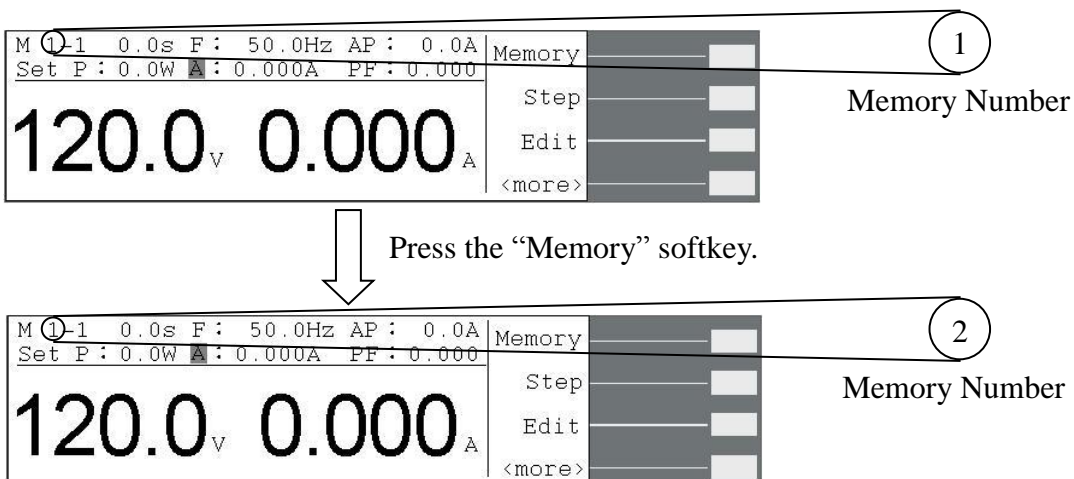 M 1-1 0.0s F: 50.0Hz AP: 0.0A
Set P:0.0W A:0.000A PF:0.000
120.0V 0.000A
Memory
Step
Edit
<more>
1
Memory Number
Press the “Memory” softkey.
M 1-1 0.0s F: 50.0Hz AP: 0.0A
Set P:0.0W A:0.000A PF:0.000
120.0V 0.000A
Memory
Step
Edit
<more>
2
Memory Number